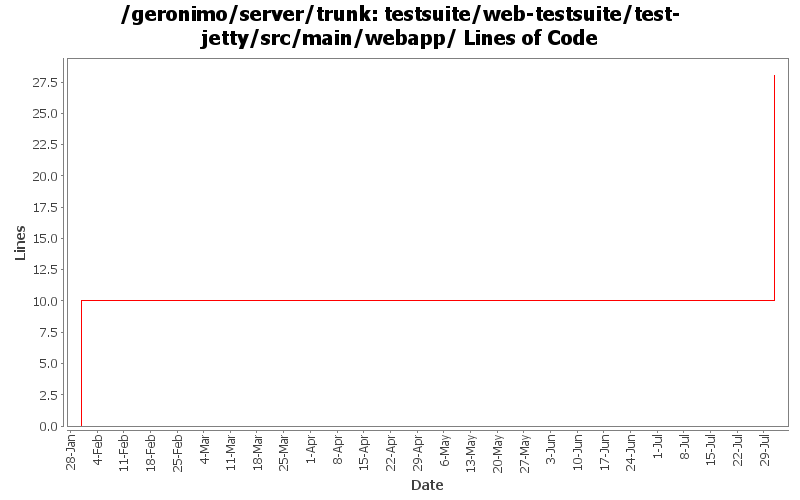 /geronimo/server/trunk: testsuite/web-testsuite/test-
jetty/src/main/webapp/ Lines of Code
27.5
25.0
22.5
20.0
17.5
15.0
12.5
10.0
7.5
5.0
2.5
0.0
Lines
28-Jan
4-Feb
11-Feb
18-Feb
25-Feb
4-Mar
11-Mar
18-Mar
25-Mar
1-Apr
8-Apr
15-Apr
22-Apr
29-Apr
6-May
13-May
20-May
27-May
3-Jun
10-Jun
17-Jun
24-Jun
1-Jul
8-Jul
15-Jul
22-Jul
29-Jul
Date